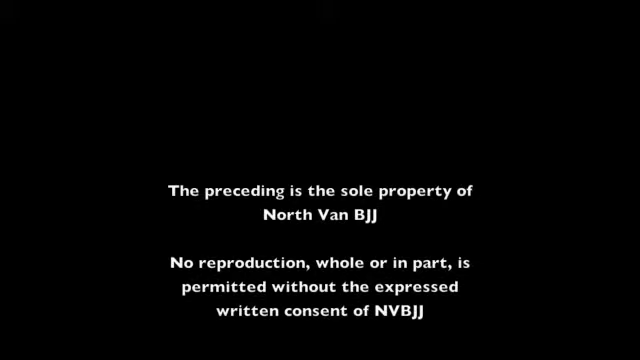 The preceding is the sole property of
North Van BJJ
No reproduction, whole or in part, is
permitted without the expressed
written consent of NVBJJ